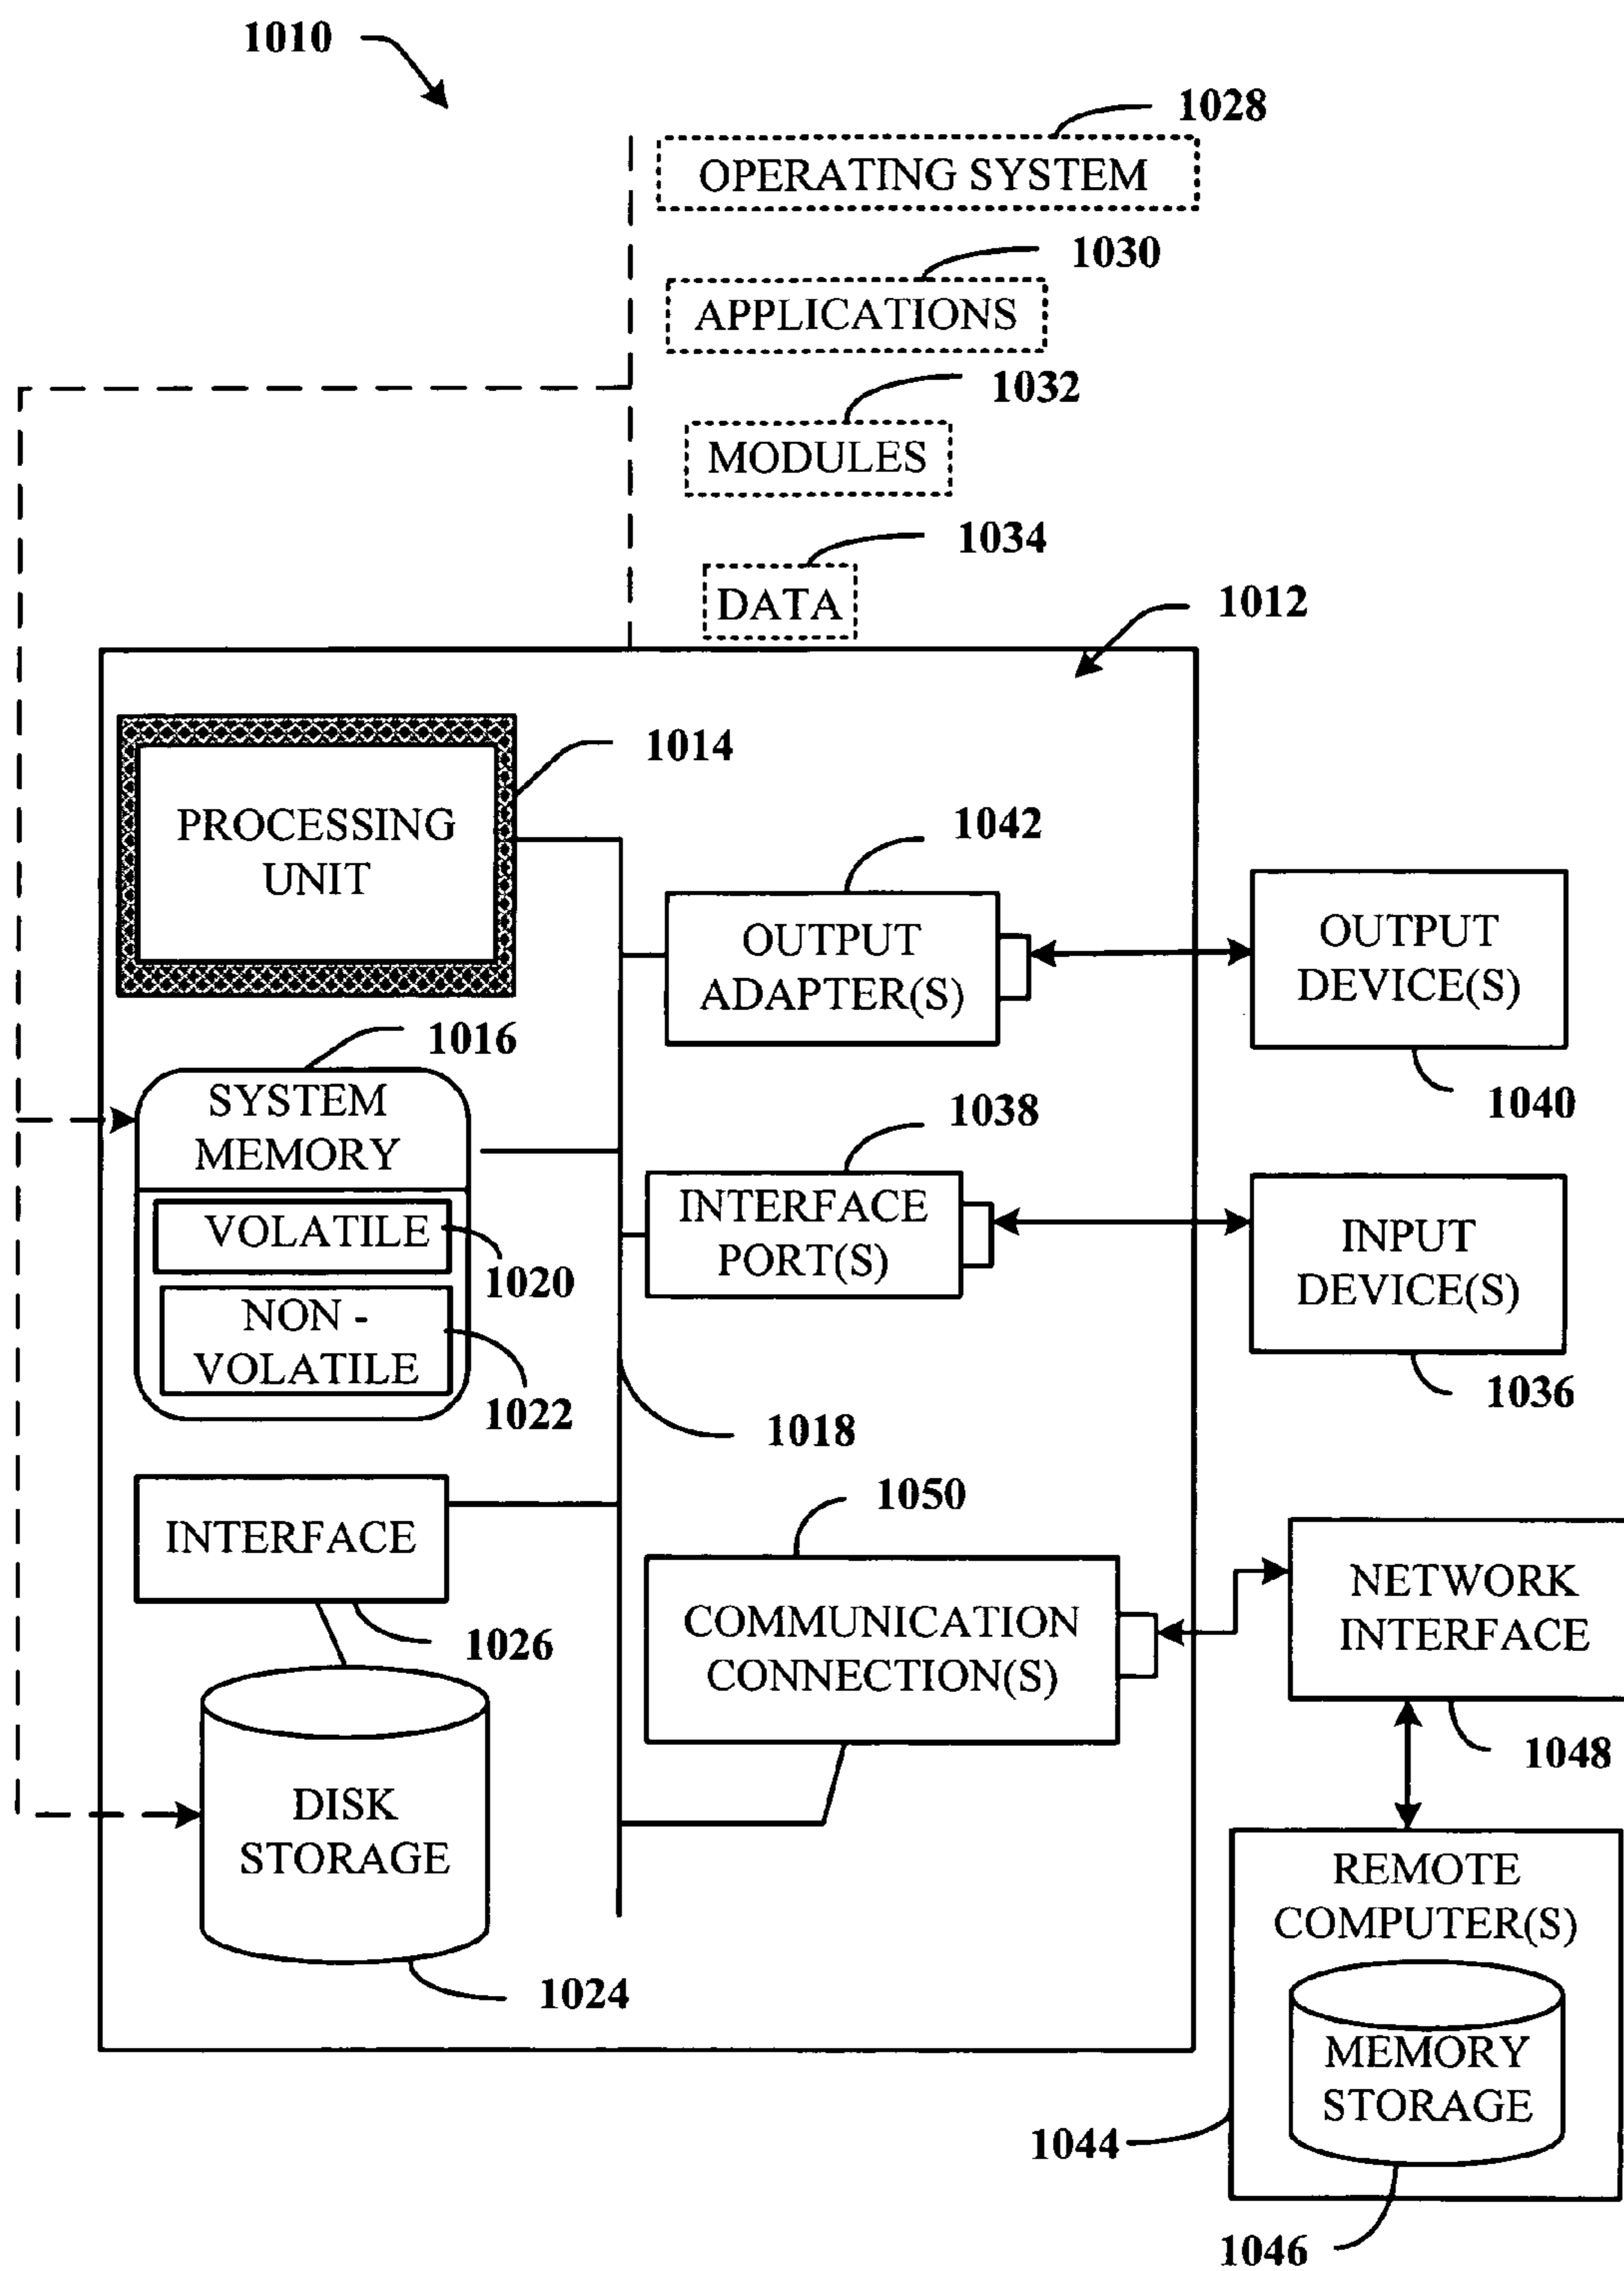 1010
1028
OPERATING SYSTEM
1030
APPLICATIONS
1032
MODULES
1034
DATA
1012
1014
PROCESSING
UNIT
1042
OUTPUT
ADAPTER(S)
OUTPUT
DEVICE(S)
1040
1016
SYSTEM
MEMORY
VOLATILE
1020
NON -
VOLATILE
1022
1038
INTERFACE
PORT(S)
INPUT
DEVICE(S)
1036
1018
INTERFACE
1026
1050
COMMUNICATION
CONNECTION(S)
NETWORK
INTERFACE
1048
DISK
STORAGE
1024
REMOTE
COMPUTER(S)
MEMORY
STORAGE
1044
1046